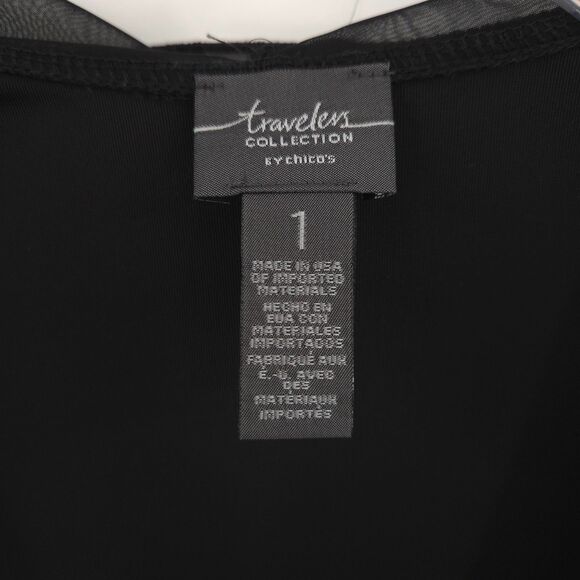 travelers
COLLECTION
BY chico's
1
MADE IN USA
OF IMPORTED
MATERIALS
HECHO EN
EUA CON
MATERIALES
IMPORTADOS
FABRIQUÉ AUX
É.-U. AVEC
DES
MATÉRIAUX
IMPORTÉS